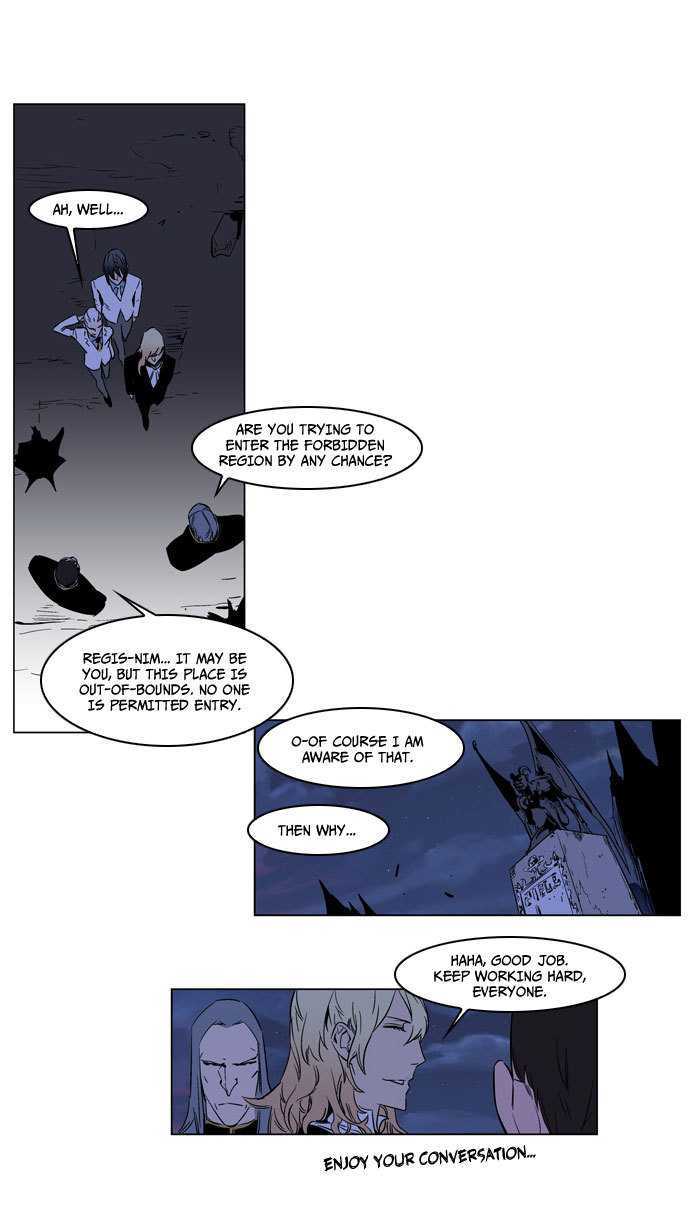 AH, WELL...
ARE YOU TRYING TO
ENTER THE FORBIDDEN
REGION BY ANY CHANCE?
REGIS-NIM... IT MAY BE
YOU, BUT THIS PLACE IS
OUT-OF-BOUNDS. NO ONE
IS PERMITTED ENTRY.
O-OF COURSE I AM
AWARE OF THAT.
THEN WHY...
HAHA, GOOD JOB.
KEEP WORKING HARD,
EVERYONE.
ENJOY YOUR CONVERSATION...